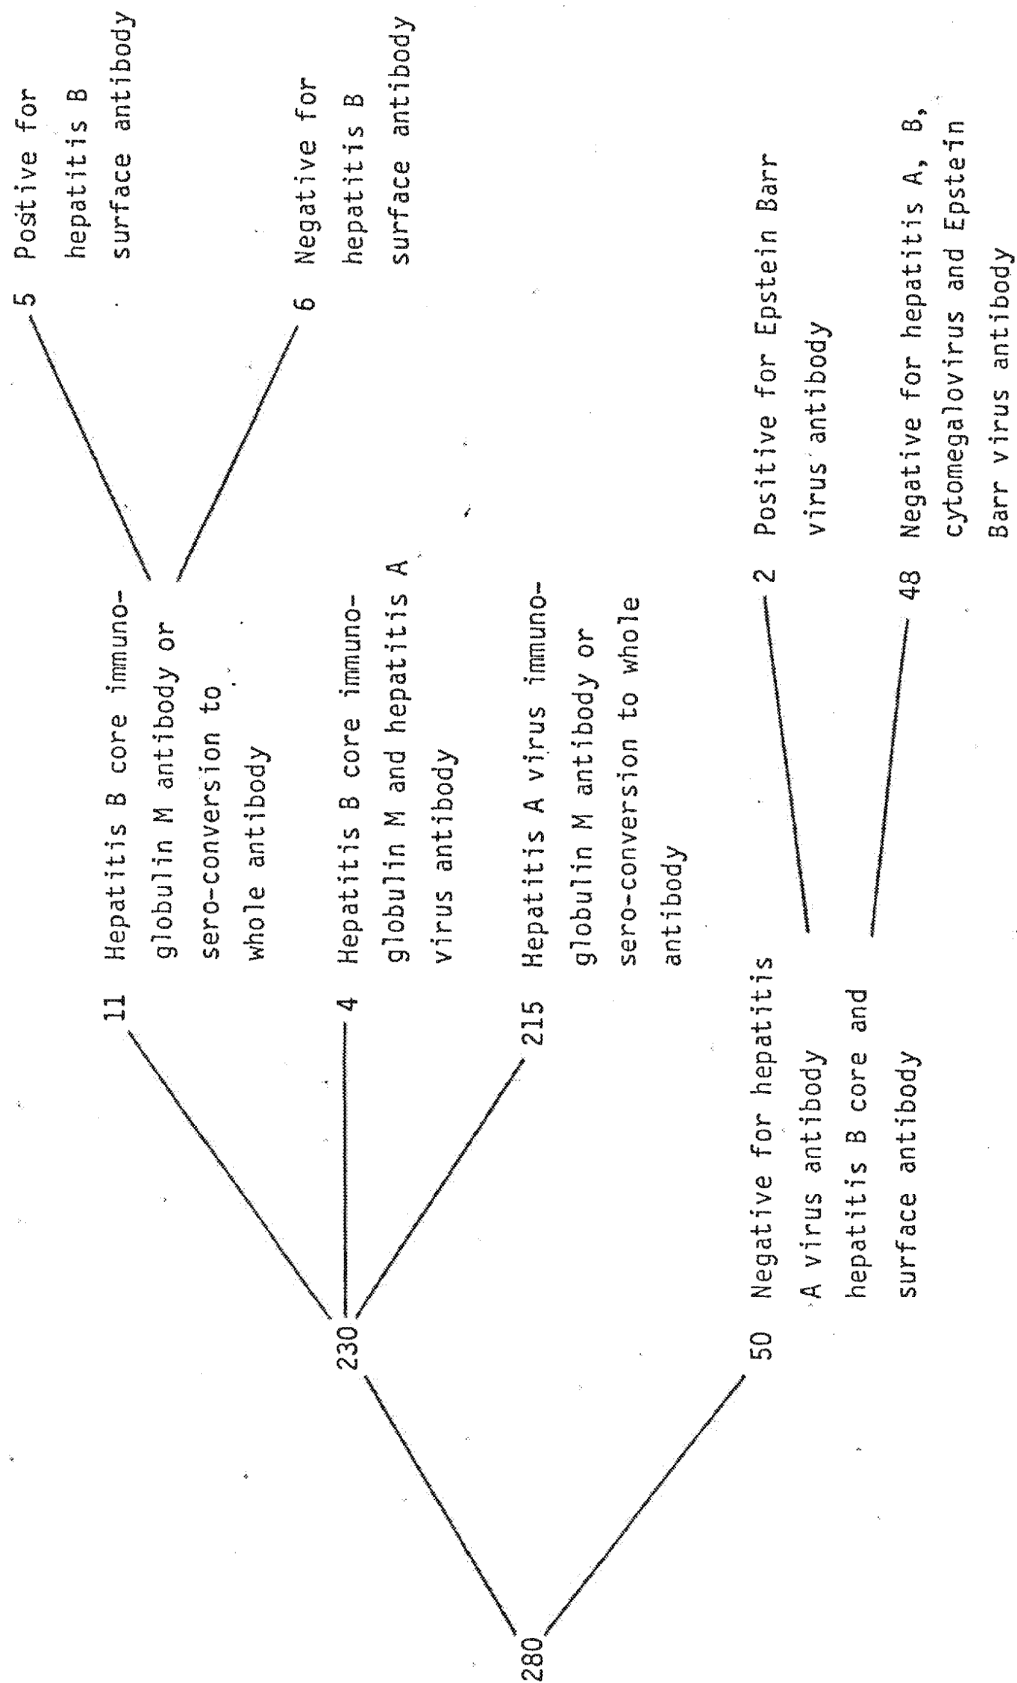 280
230
50 Negative for hepatitis
A virus antibody
hepatitis B core and
surface antibody
11 Hepatitis B core immuno-
globulin M antibody or
sero-conversion to
whole antibody
4 Hepatitis B core immuno-
globulin M and hepatitis A
virus antibody
215 Hepatitis A virus immuno-
globulin M antibody or
sero-conversion to whole
antibody
5 Positive for
hepatitis B
surface antibody
6 Negative for
hepatitis B
surface antibody
2 Positive for Epstein Barr
virus antibody
48 Negative for hepatitis A, B,
cytomegalovirus and Epstein
Barr virus antibody